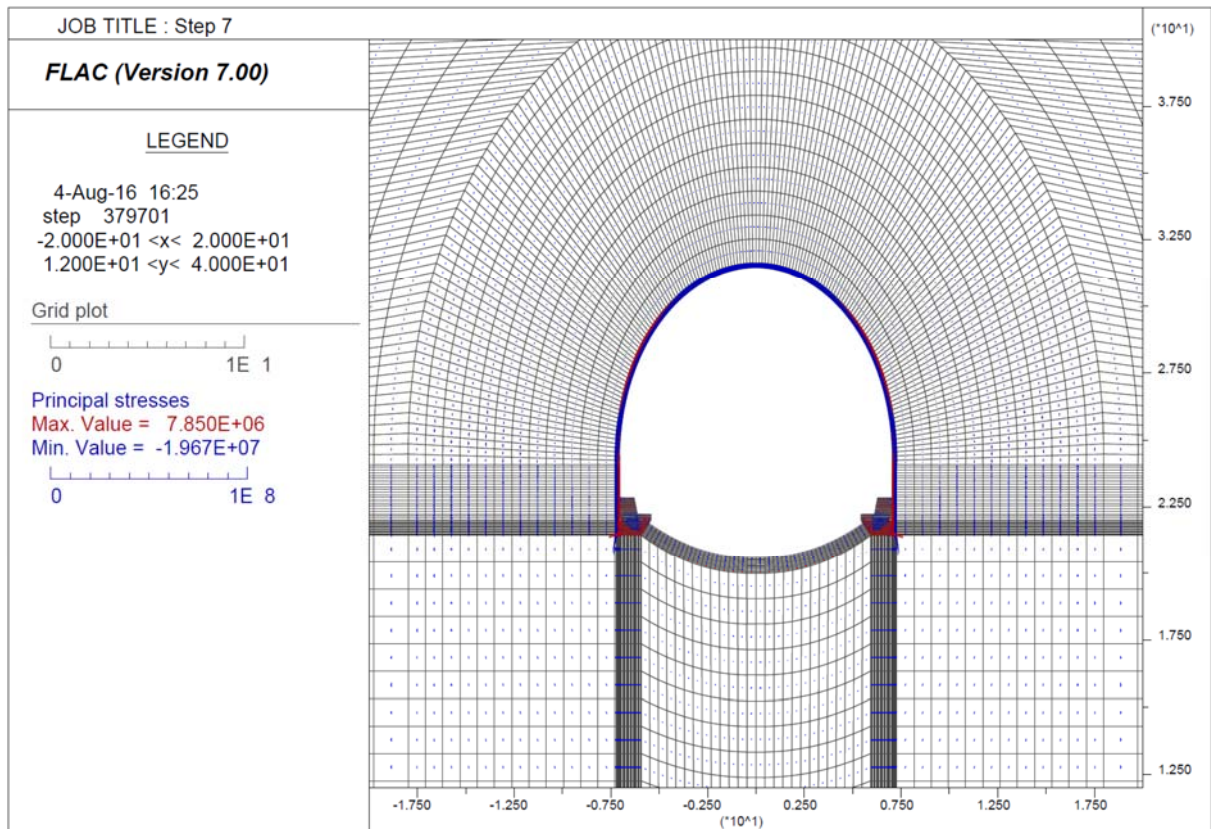 JOB TITLE : Step 7
(*10^1)
FLAC (Version 7.00)
LEGEND
4-Aug-16 16:25
step 379701
-2.000E+01 <x< 2.000E+01
1.200E+01 <y< 4.000E+01
Grid plot
0 1E 1
Principal stresses
Max. Value = 7.850E+06
Min. Value = -1.967E+07
0 1E 8
3.750
3.250
2.750
2.250
1.750
1.250
-1.750 -1.250 -0.750 -0.250 0.250 0.750 1.250 1.750
(*10^1)